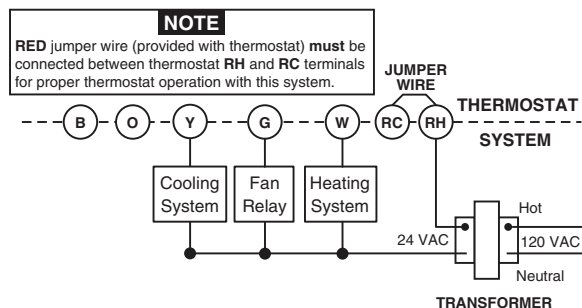 NOTE
RED jumper wire (provided with thermostat) must be
connected between thermostat RH and RC terminals
for proper thermostat operation with this system.
JUMPER
WIRE
THERMOSTAT
B O Y G W RC RH
SYSTEM
Cooling
System
Fan
Relay
Heating
System
Hot
24 VAC
120 VAC
Neutral
TRANSFORMER